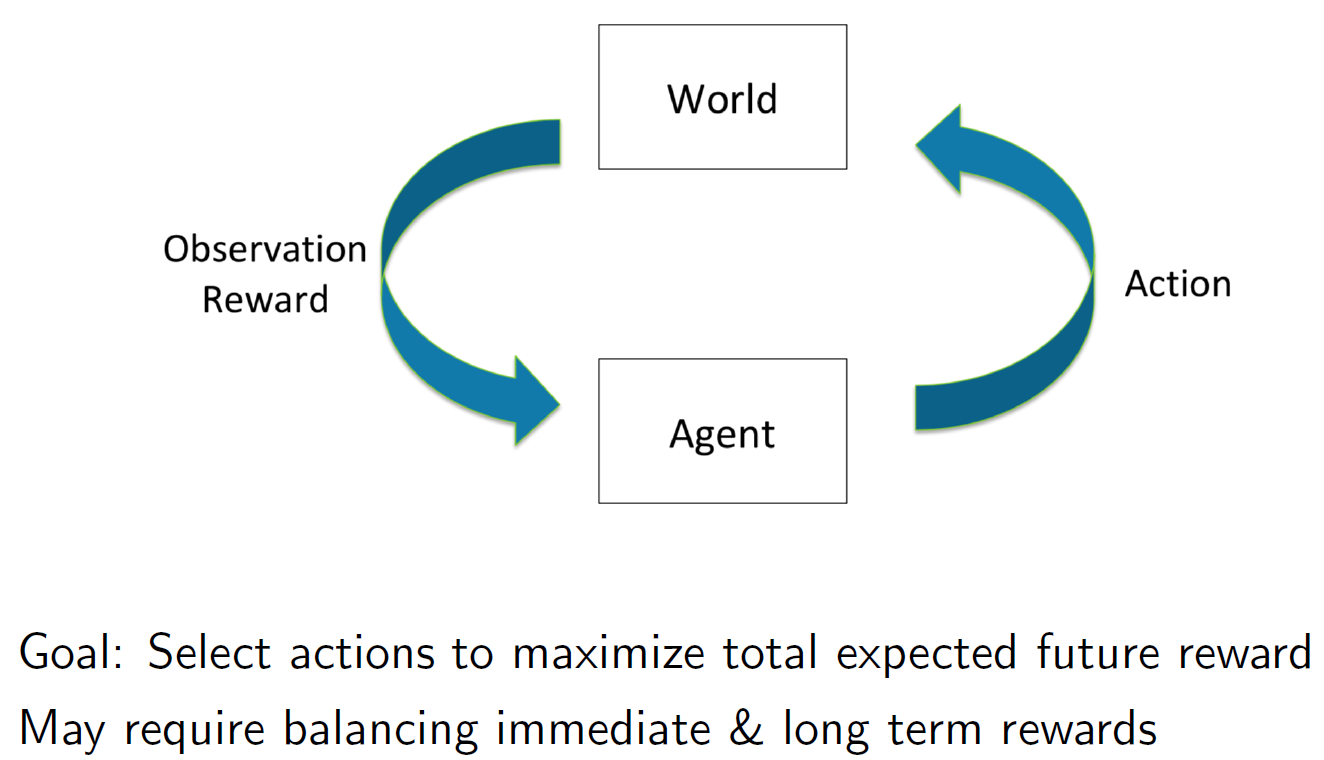 World
Observation
Reward
Action
Agent
Goal: Select actions to maximize total expected future reward
May require balancing immediate & long term rewards